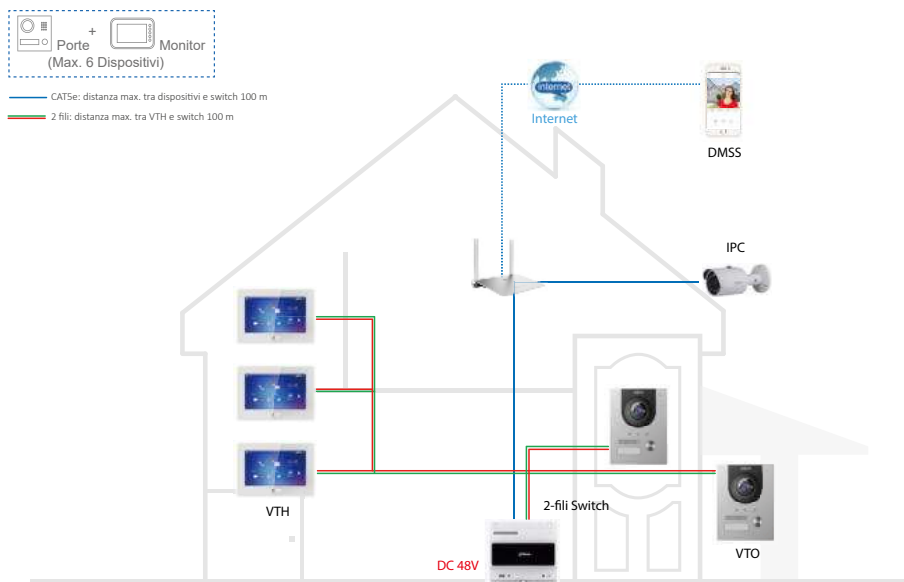 Porte + Monitor
(Max. 6 Dispositivi)
CAT5e: distanza max. tra dispositivi e switch 100 m
2 fili: distanza max. tra VTH e switch 100 m
internet
Internet
DMSS
IPC
VTH
2-fili Switch
VTO
DC 48V